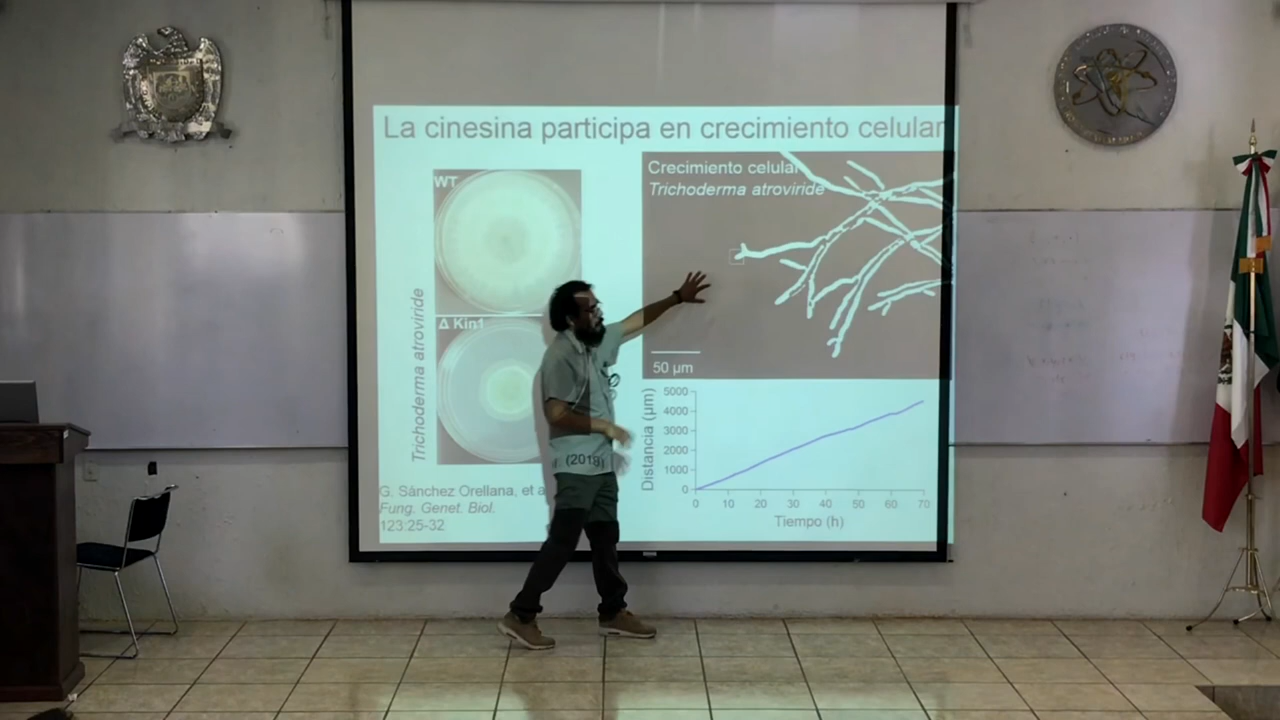 La cinesina participa en crecimiento celular
WT
Δ Kin1
Trichoderma atroviride
G. Sánchez Orellana, et a
(2018)
Fung. Genet. Biol.
123:25-32
Crecimiento celular
Trichoderma atroviride
50 µm
Distancia (µm)
5000
4000
3000
2000
1000
0
0 10 20 30 40 50 60 70
Tiempo (h)